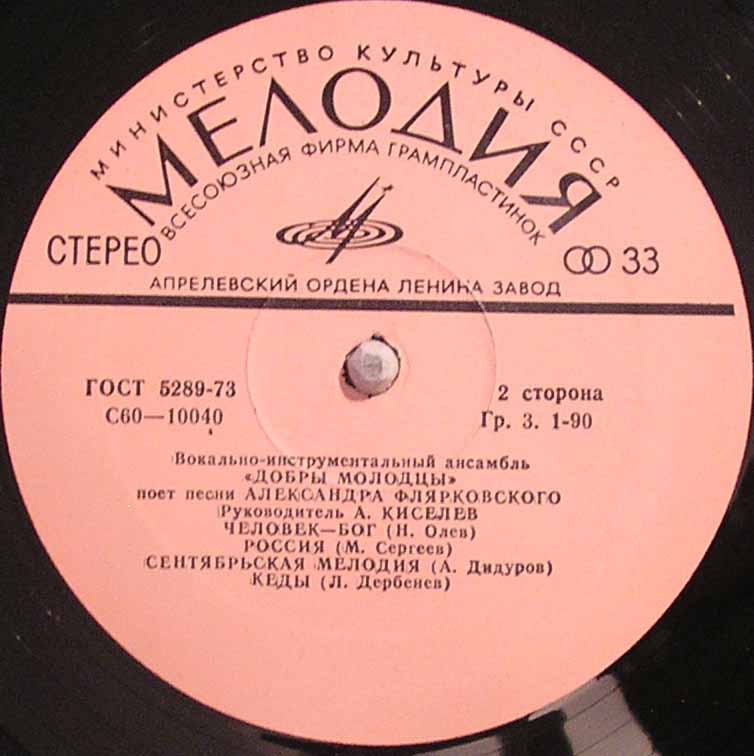 МИНИСТЕРСТВО КУЛЬТУРЫ СССР
МЕЛОДИЯ
ВСЕСОЮЗНАЯ ФИРМА ГРАМПЛАСТИНОК
СТЕРЕО
33
АПРЕЛЕВСКИЙ ОРДЕНА ЛЕНИНА ЗАВОД
ГОСТ 5289-73
2 сторона
С60—10040
Гр. 3. 1-90
Вокально-инструментальный ансамбль
«ДОБРЫ МОЛОДЦЫ»
поет песни АЛЕКСАНДРА ФЛЯРКОВСКОГО
Руководитель А. КИСЕЛЕВ
ЧЕЛОВЕК—БОГ (Н. Олев)
РОССИЯ (М. Сергеев)
СЕНТЯБРЬСКАЯ МЕЛОДИЯ (А. Дидуров)
КЕДЫ (Л. Дербенев)